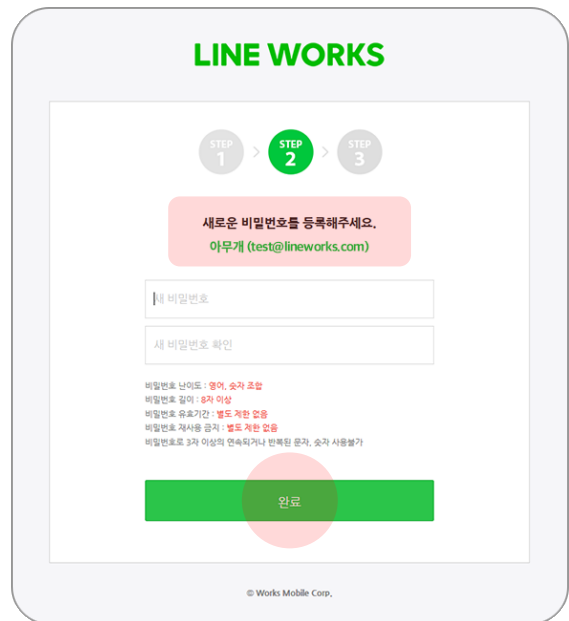 LINE WORKS
STEP
1
STEP
2
STEP
3
새로운 비밀번호를 등록해주세요.
아무개 (test@lineworks.com)
새 비밀번호
새 비밀번호 확인
비밀번호 난이도 : 영어, 숫자 조합
비밀번호 길이 : 8자 이상
비밀번호 유효기간 : 별도 제한 없음
비밀번호 재사용 금지 : 별도 제한 없음
비밀번호로 3자 이상의 연속되거나 반복된 문자, 숫자 사용불가
완료
© Works Mobile Corp.